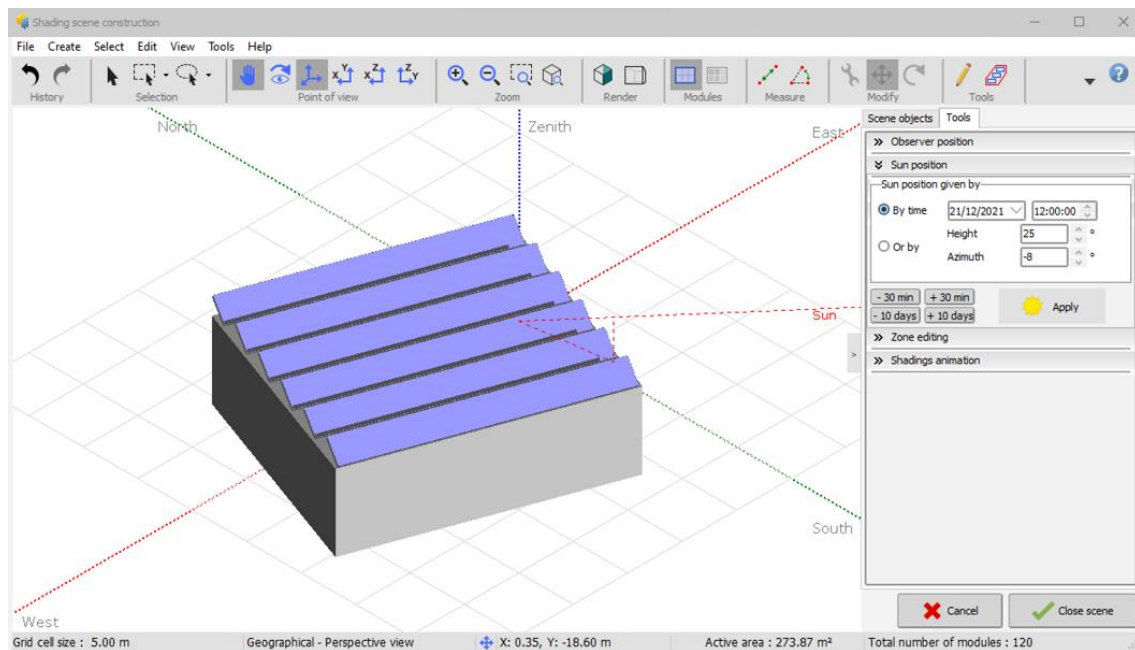 Shading scene construction
File Create Select Edit View Tools Help
History Selection Point of view Zoom Render Modules Measure Modify Tools
North
Zenith
East
Sun
South
West
Scene objects Tools
Observer position
Sun position
Sun position given by
By time 21/12/2021 12:00:00
Height 25 °
Or by
Azimuth -8 °
- 30 min + 30 min
- 10 days + 10 days
Apply
>
Zone editing
Shadings animation
Cancel Close scene
Grid cell size : 5.00 m Geographical - Perspective view X: 0.35, Y: -18.60 m Active area : 273.87 m² Total number of modules : 120